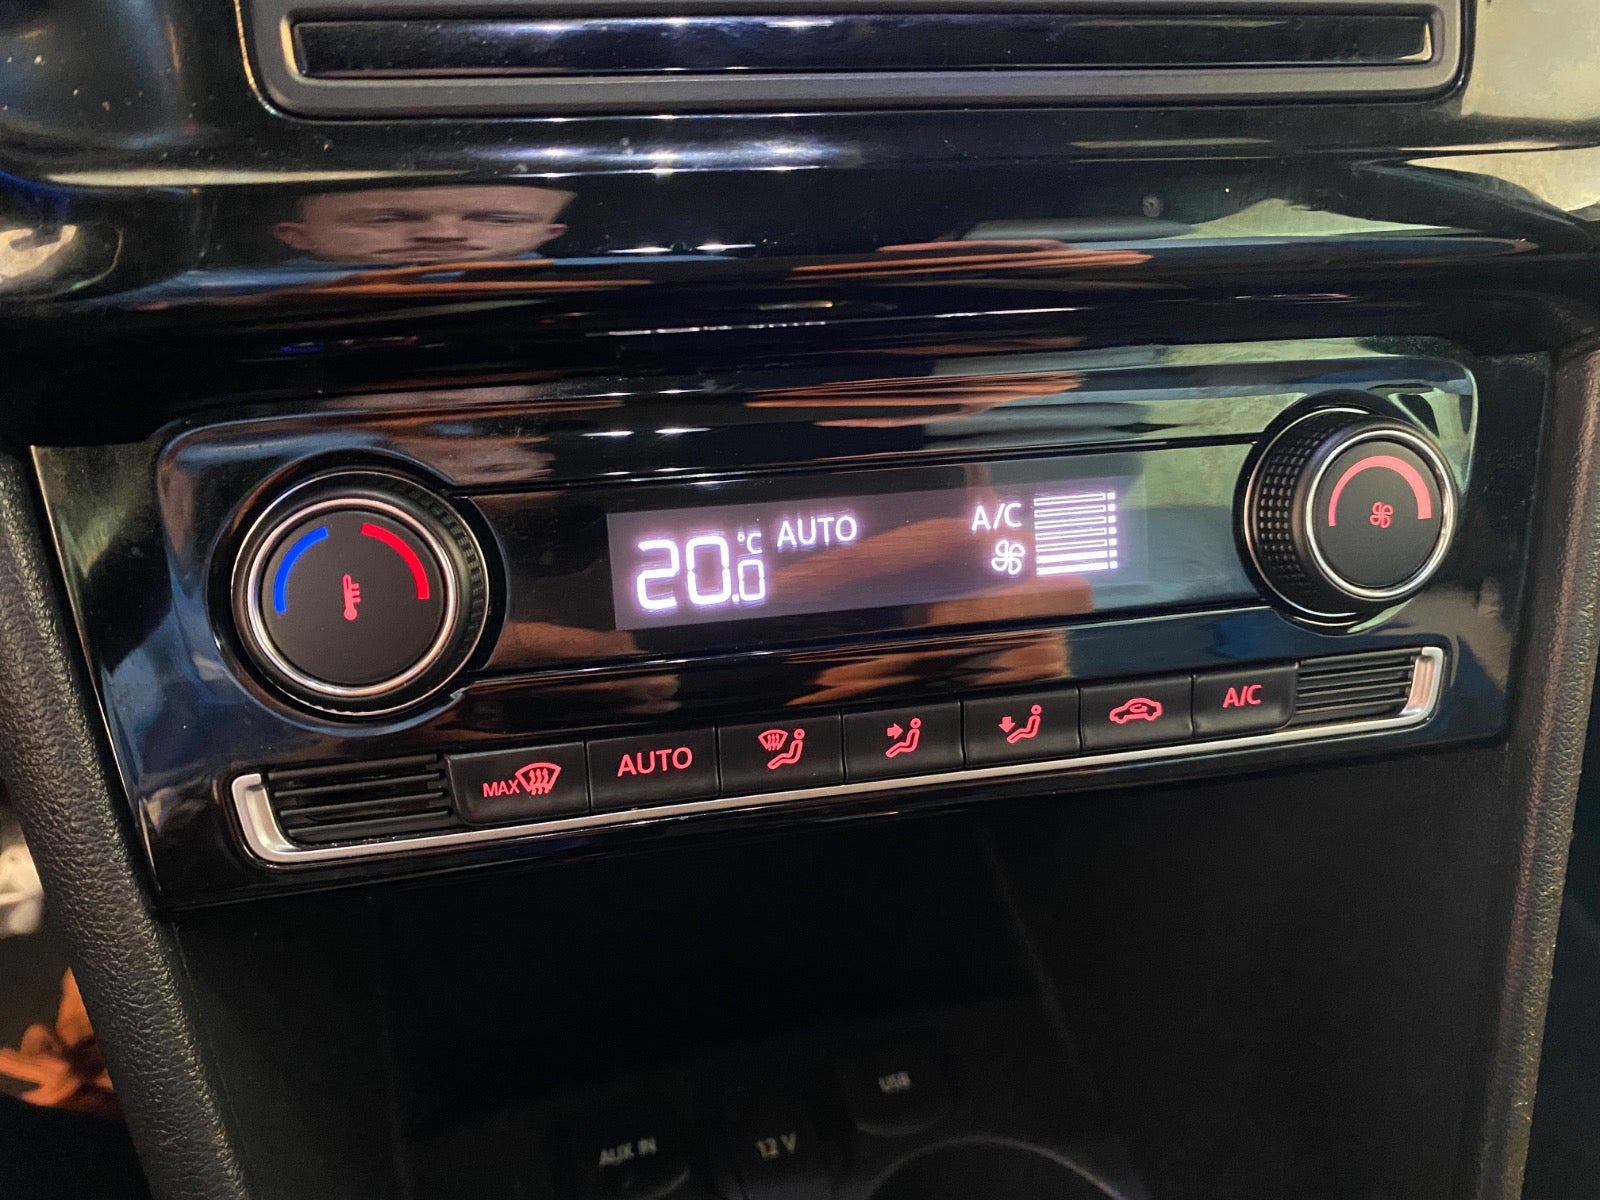 20.0 °C AUTO A/C
MAX AUTO A/C
USB
AUX IN 12 V